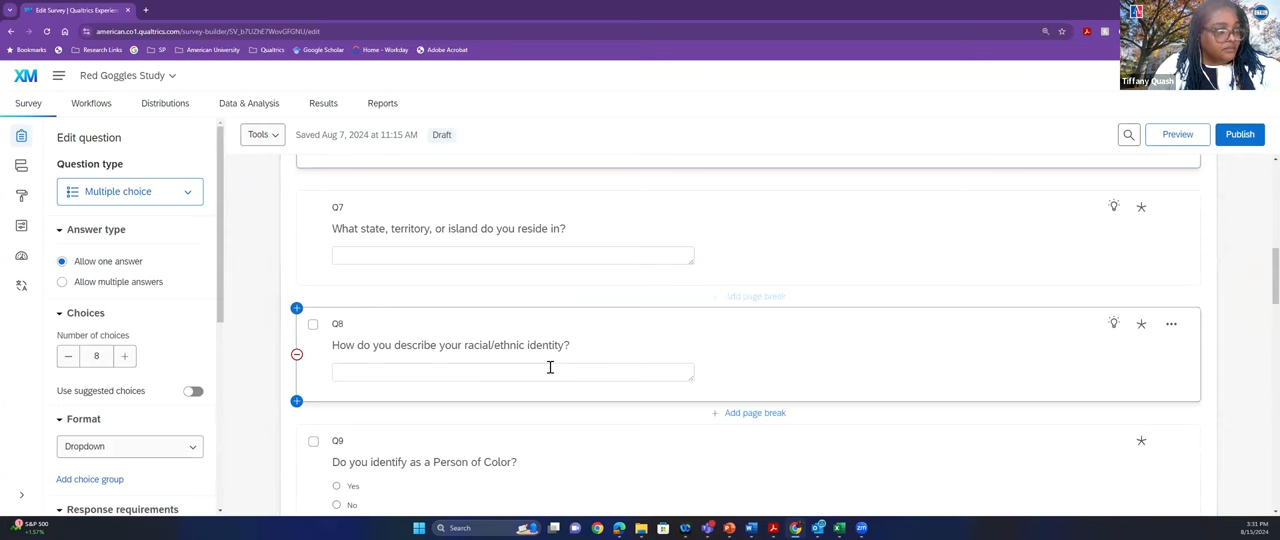 Edit Survey | Qualtrics Experien
american.co1.qualtrics.com/survey-builder/SV_b7UZhE7WovGFGNU/edit
Bookmarks Research Links SP American University Qualtrics Google Scholar Home - Workday Adobe Acrobat
Tiffany Quash
XM Red Goggles Study
Survey Workflows Distributions Data & Analysis Results Reports
Edit question
Tools Saved Aug 7, 2024 at 11:15 AM Draft Preview Publish
Question type
Multiple choice
Answer type
Allow one answer
Allow multiple answers
Choices
Number of choices
8
Use suggested choices
Format
Dropdown
Add choice group
Response requirements
Q7
What state, territory, or island do you reside in?
Add page break
Q8
How do you describe your racial/ethnic identity?
Add page break
Q9
Do you identify as a Person of Color?
Yes
No
S&P 500
+1.57%
Search
3:31 PM
8/15/2024